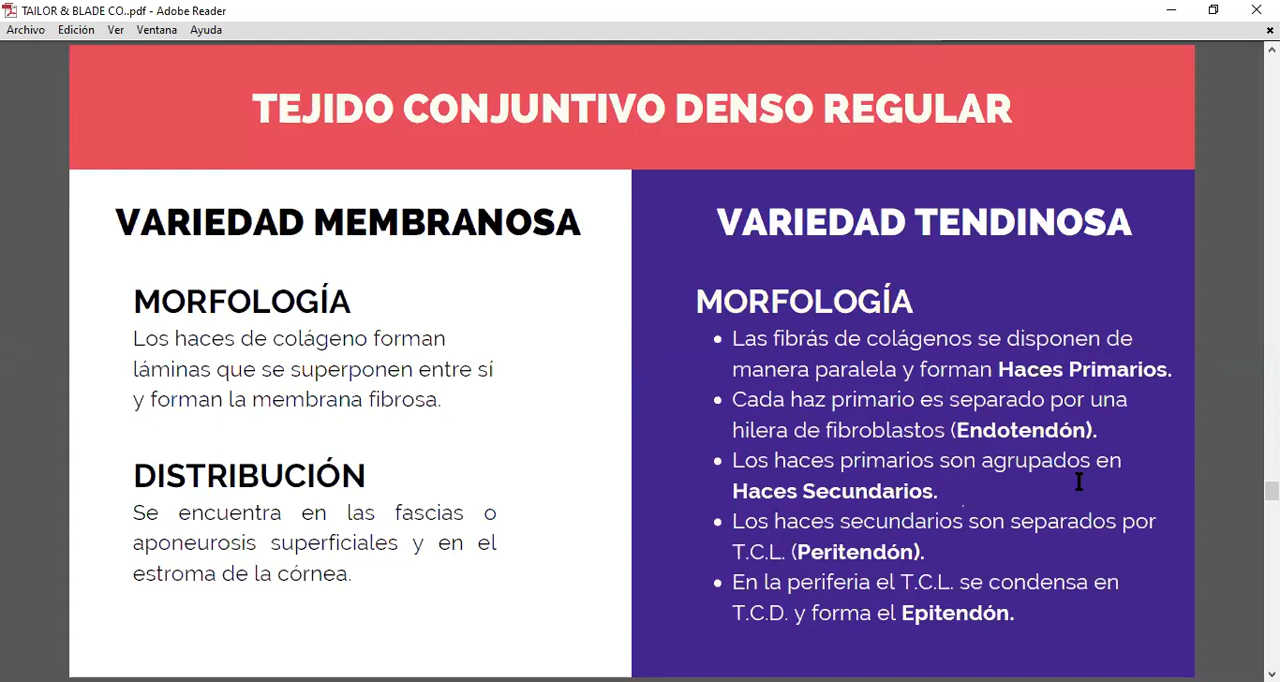 TAILOR & BLADE CO..pdf - Adobe Reader
Archivo Edición Ver Ventana Ayuda
TEJIDO CONJUNTIVO DENSO REGULAR
VARIEDAD MEMBRANOSA
MORFOLOGÍA
Los haces de colágeno forman
láminas que se superponen entre sí
y forman la membrana fibrosa.
DISTRIBUCIÓN
Se encuentra en las fascias o
aponeurosis superficiales y en el
estroma de la córnea.
VARIEDAD TENDINOSA
MORFOLOGÍA
• Las fibrás de colágenos se disponen de
manera paralela y forman Haces Primarios.
• Cada haz primario es separado por una
hilera de fibroblastos (Endotendón).
• Los haces primarios son agrupados en
Haces Secundarios.
• Los haces secundarios son separados por
T.C.L. (Peritendón).
• En la periferia el T.C.L. se condensa en
T.C.D. y forma el Epitendón.